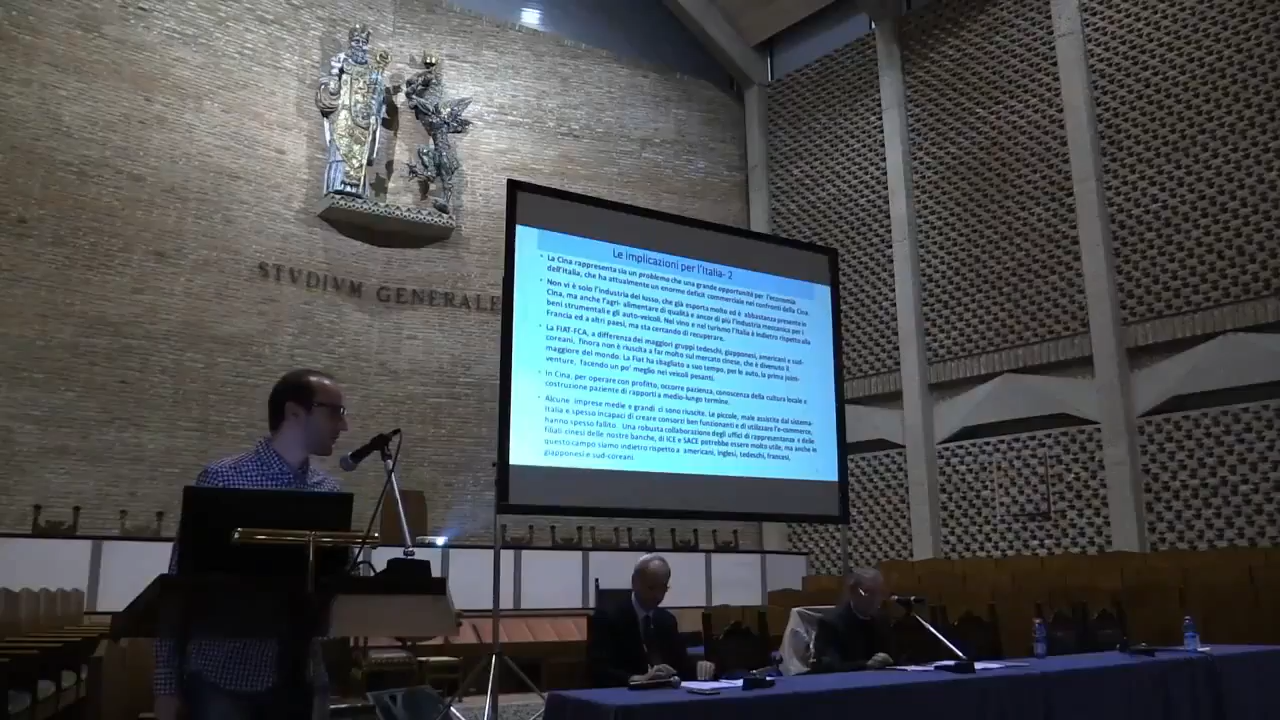 STVDIVM GENERALE
Le implicazioni per l'Italia- 2
• La Cina rappresenta sia un problema che una grande opportunità per l'economia
dell'Italia, che ha attualmente un enorme deficit commerciale nei confronti della Cina.
• Non vi è solo l'industria del lusso, che già esporta molto ed è abbastanza presente in
Cina, ma anche l'agri- alimentare di qualità e ancor di più l'industria meccanica per i
beni strumentali e gli auto-veicoli. Nel vino e nel turismo l'Italia è indietro rispetto alla
Francia ed a altri paesi, ma sta cercando di recuperare.
• La FIAT-FCA, a differenza dei maggiori gruppi tedeschi, giapponesi, americani e sud-
coreani, finora non è riuscita a far molto sul mercato cinese, che è divenuto il
maggiore del mondo. La Fiat ha sbagliato a suo tempo, per le auto, la prima joint-
venture, facendo un po' meglio nei veicoli pesanti.
• In Cina, per operare con profitto, occorre pazienza, conoscenza della cultura locale e
costruzione paziente di rapporti a medio-lungo termine.
• Alcune imprese medie e grandi ci sono riuscite. Le piccole, male assistite dal sistema-
Italia e spesso incapaci di creare consorzi ben funzionanti e di utilizzare l'e-commerce,
hanno spesso fallito. Una robusta collaborazione degli uffici di rappresentanza e delle
filiali cinesi delle nostre banche, di ICE e SACE potrebbe essere molto utile, ma anche in
questo campo siamo indietro rispetto a americani, inglesi, tedeschi, francesi,
giapponesi e sud-coreani.